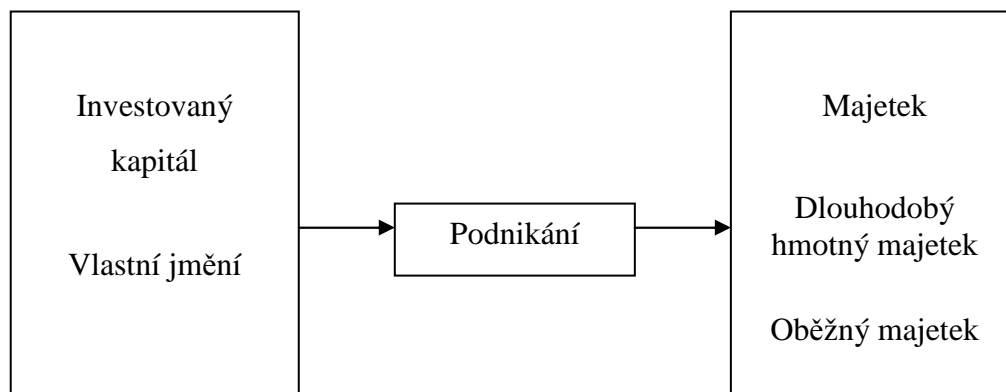 Investovaný
kapitál
Vlastní jmění
Podnikání
Majetek
Dlouhodobý
hmotný majetek
Oběžný majetek